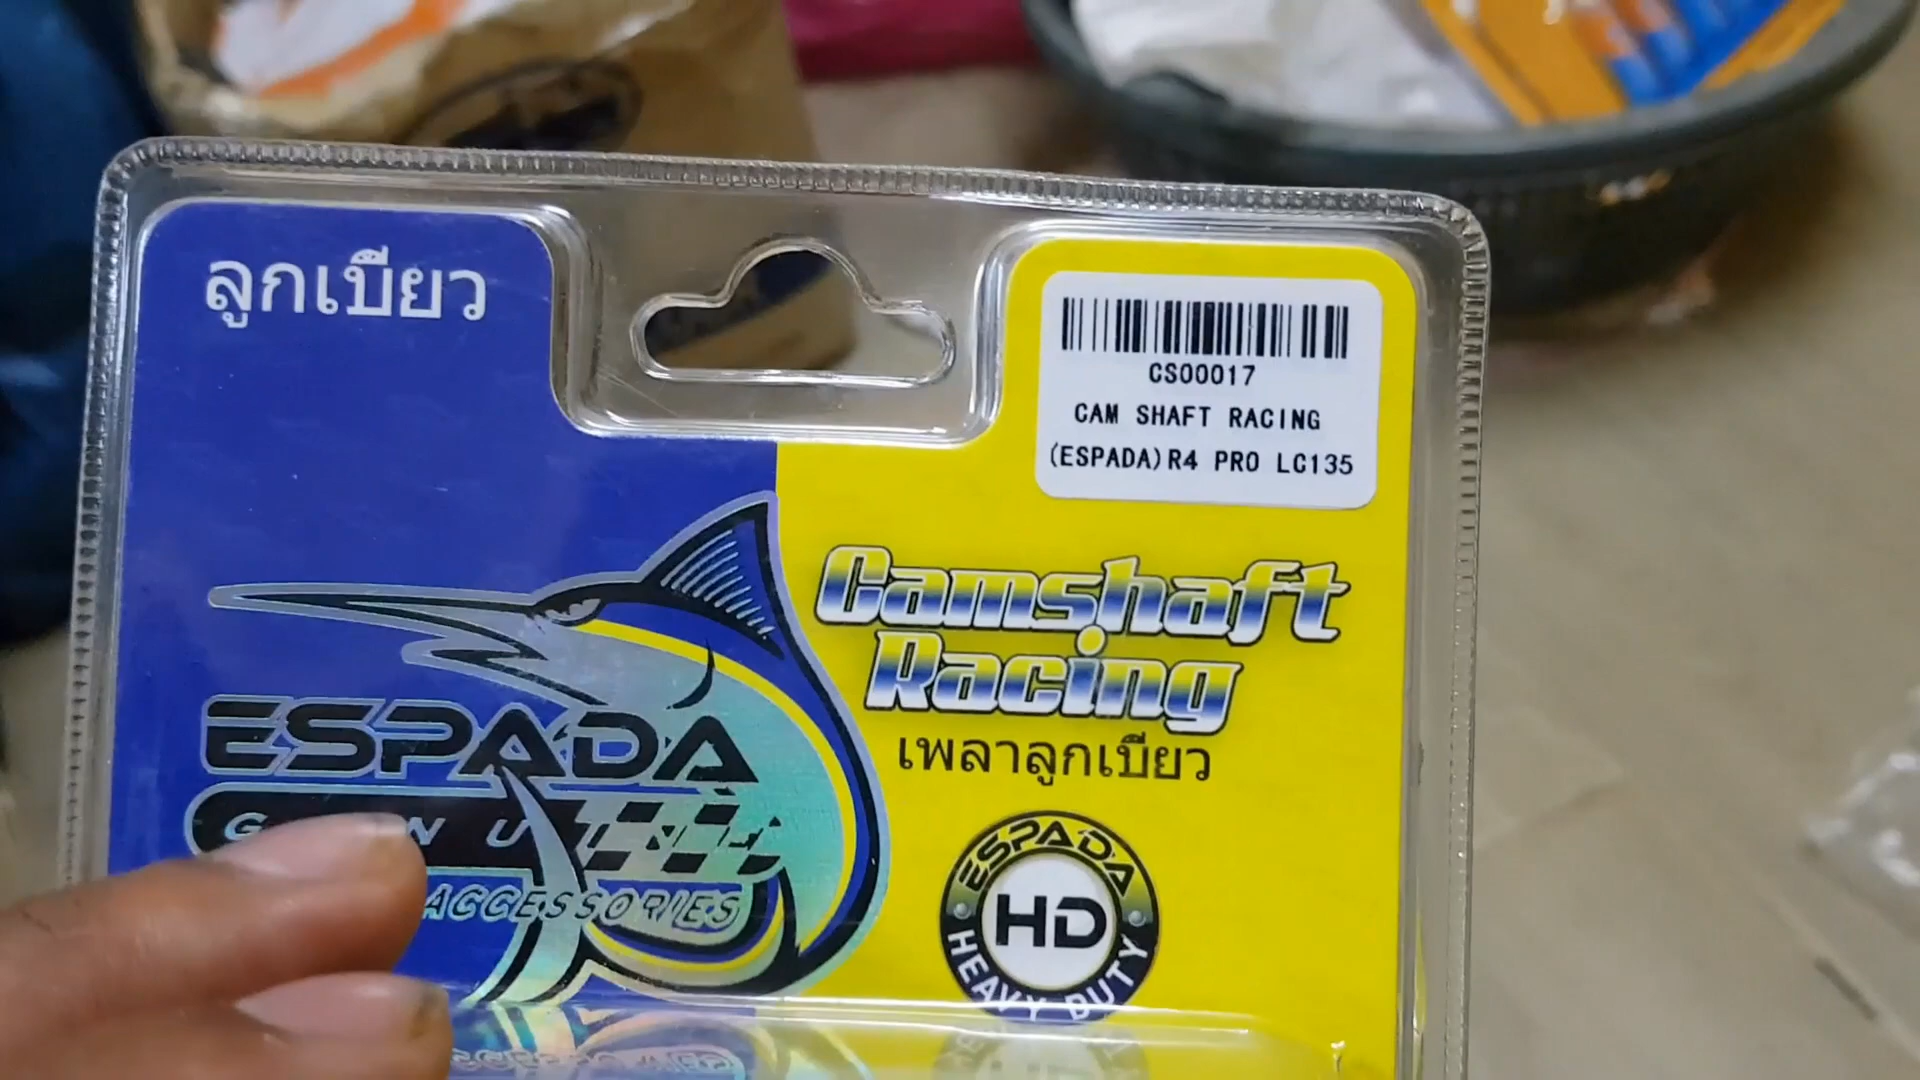 ลูกเบียว
CS00017
CAM SHAFT RACING
(ESPADA)R4 PRO LC135
Camshaft
Racing
เพลาลูกเบียว
ESPADA
ACCESSORIES
ESPADA
HD
HEAVY DUTY